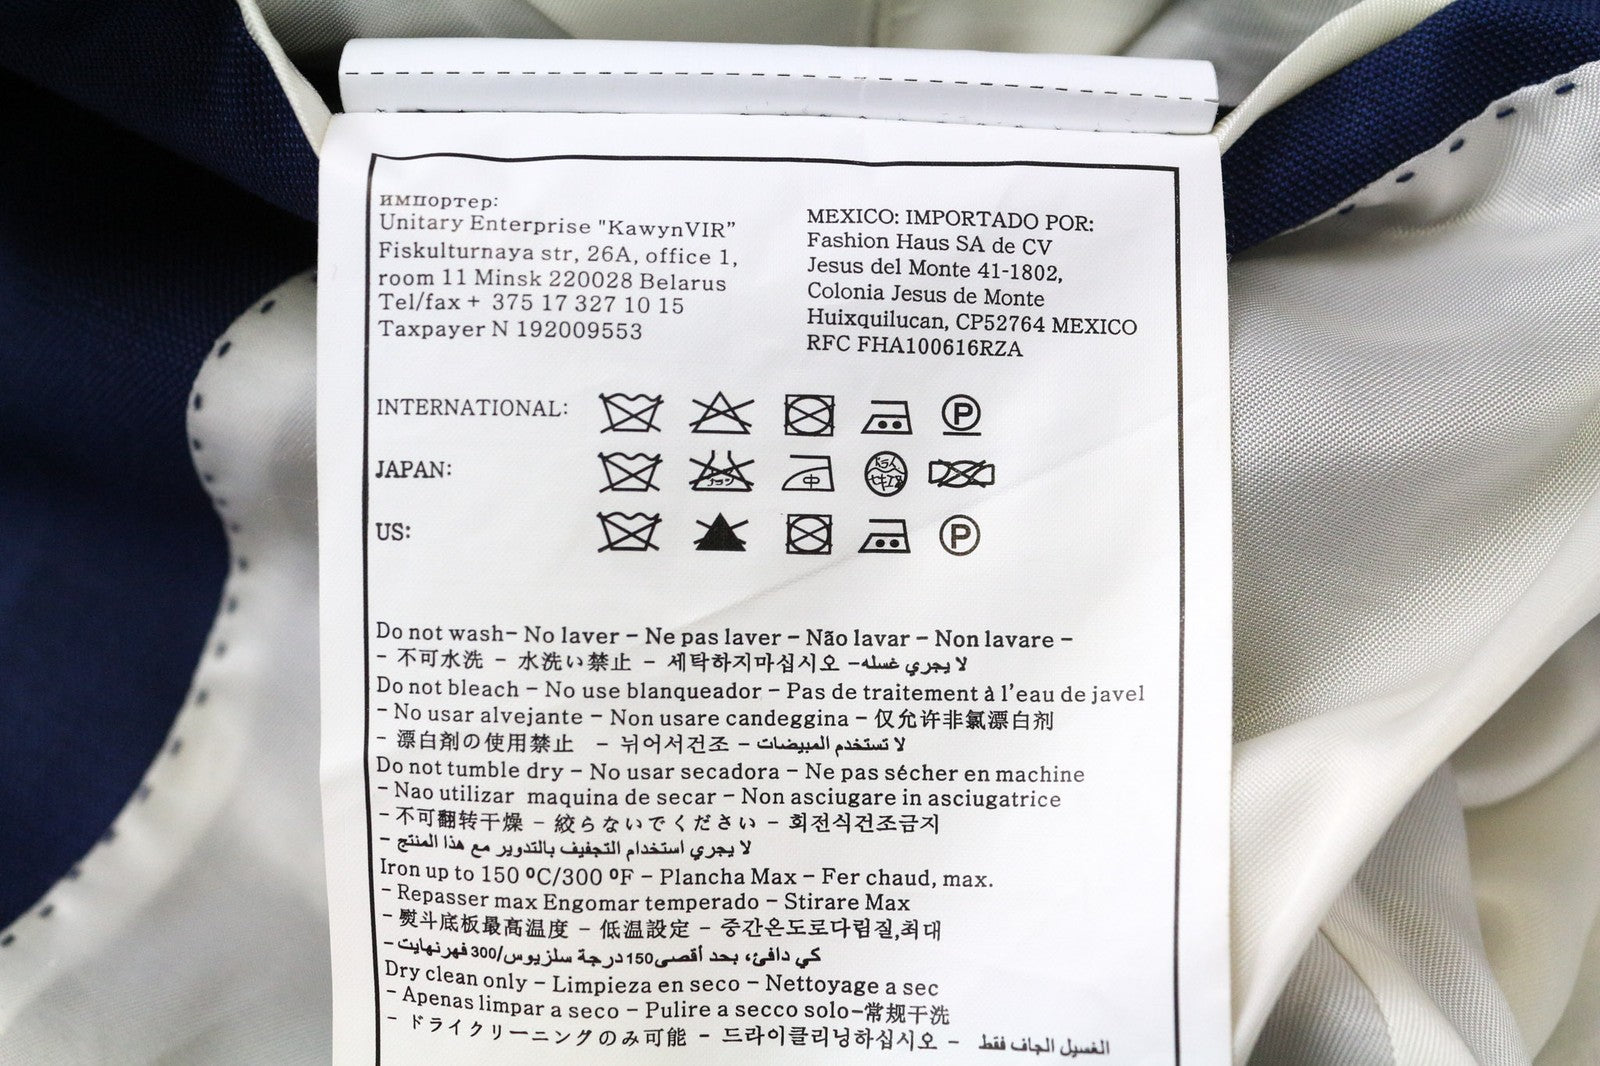 импортер:
Unitary Enterprise "KawynVIR"
Fiskulturnaya str, 26A, office 1,
room 11 Minsk 220028 Belarus
Tel/fax + 375 17 327 10 15
Taxpayer N 192009553
MEXICO: IMPORTADO POR:
Fashion Haus SA de CV
Jesus del Monte 41-1802,
Colonia Jesus de Monte
Huixquilucan, CP52764 MEXICO
RFC FHA100616RZA
INTERNATIONAL: P
JAPAN: 中
US: P
Do not wash- No laver - Ne pas laver - Não lavar - Non lavare -
- 不可水洗 - 水洗い禁止 - 세탁하지마십시오 -لا يجري غسله
Do not bleach - No use blanqueador - Pas de traitement à l'eau de javel
- No usar alvejante - Non usare candeggina - 仅允许非氯漂白剂
- 漂白剤の使用禁止 - 뉘어서건조 - لا تستخدم المبيضات
Do not tumble dry - No usar secadora - Ne pas sécher en machine
- Nao utilizar maquina de secar - Non asciugare in asciugatrice
- 不可翻转干燥 - 絞らないでください - 회전식건조금지
- لا يجري استخدام التجفيف بالتدوير مع هذا المنتج
Iron up to 150 ºC/300 ºF - Plancha Max - Fer chaud, max.
- Repasser max Engomar temperado - Stirare Max
- 熨斗底板最高温度 - 低温設定 - 중간온도로다림질,최대
- كي دافئ، بحد أقصى150درجة سلزيوس/300فهرنهايت
Dry clean only - Limpieza en seco - Nettoyage a sec
- Apenas limpar a seco - Pulire a secco solo-常规干洗
- ドライクリーニングのみ可能 - 드라이클리닝하십시오 - الغسيل الجاف فقط